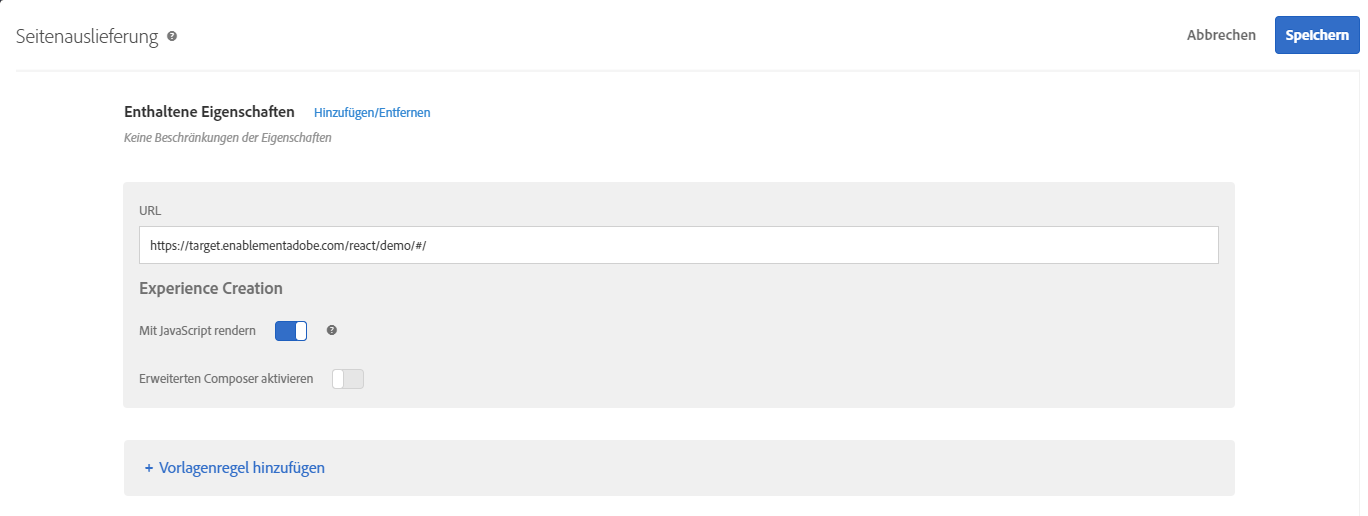 Seitenauslieferung ?
Abbrechen
Speichern
Enthaltene Eigenschaften Hinzufügen/Entfernen
Keine Beschränkungen der Eigenschaften
URL
https://target.enablementadobe.com/react/demo/#/
Experience Creation
Mit JavaScript rendern ?
Erweiterten Composer aktivieren
+ Vorlagenregel hinzufügen